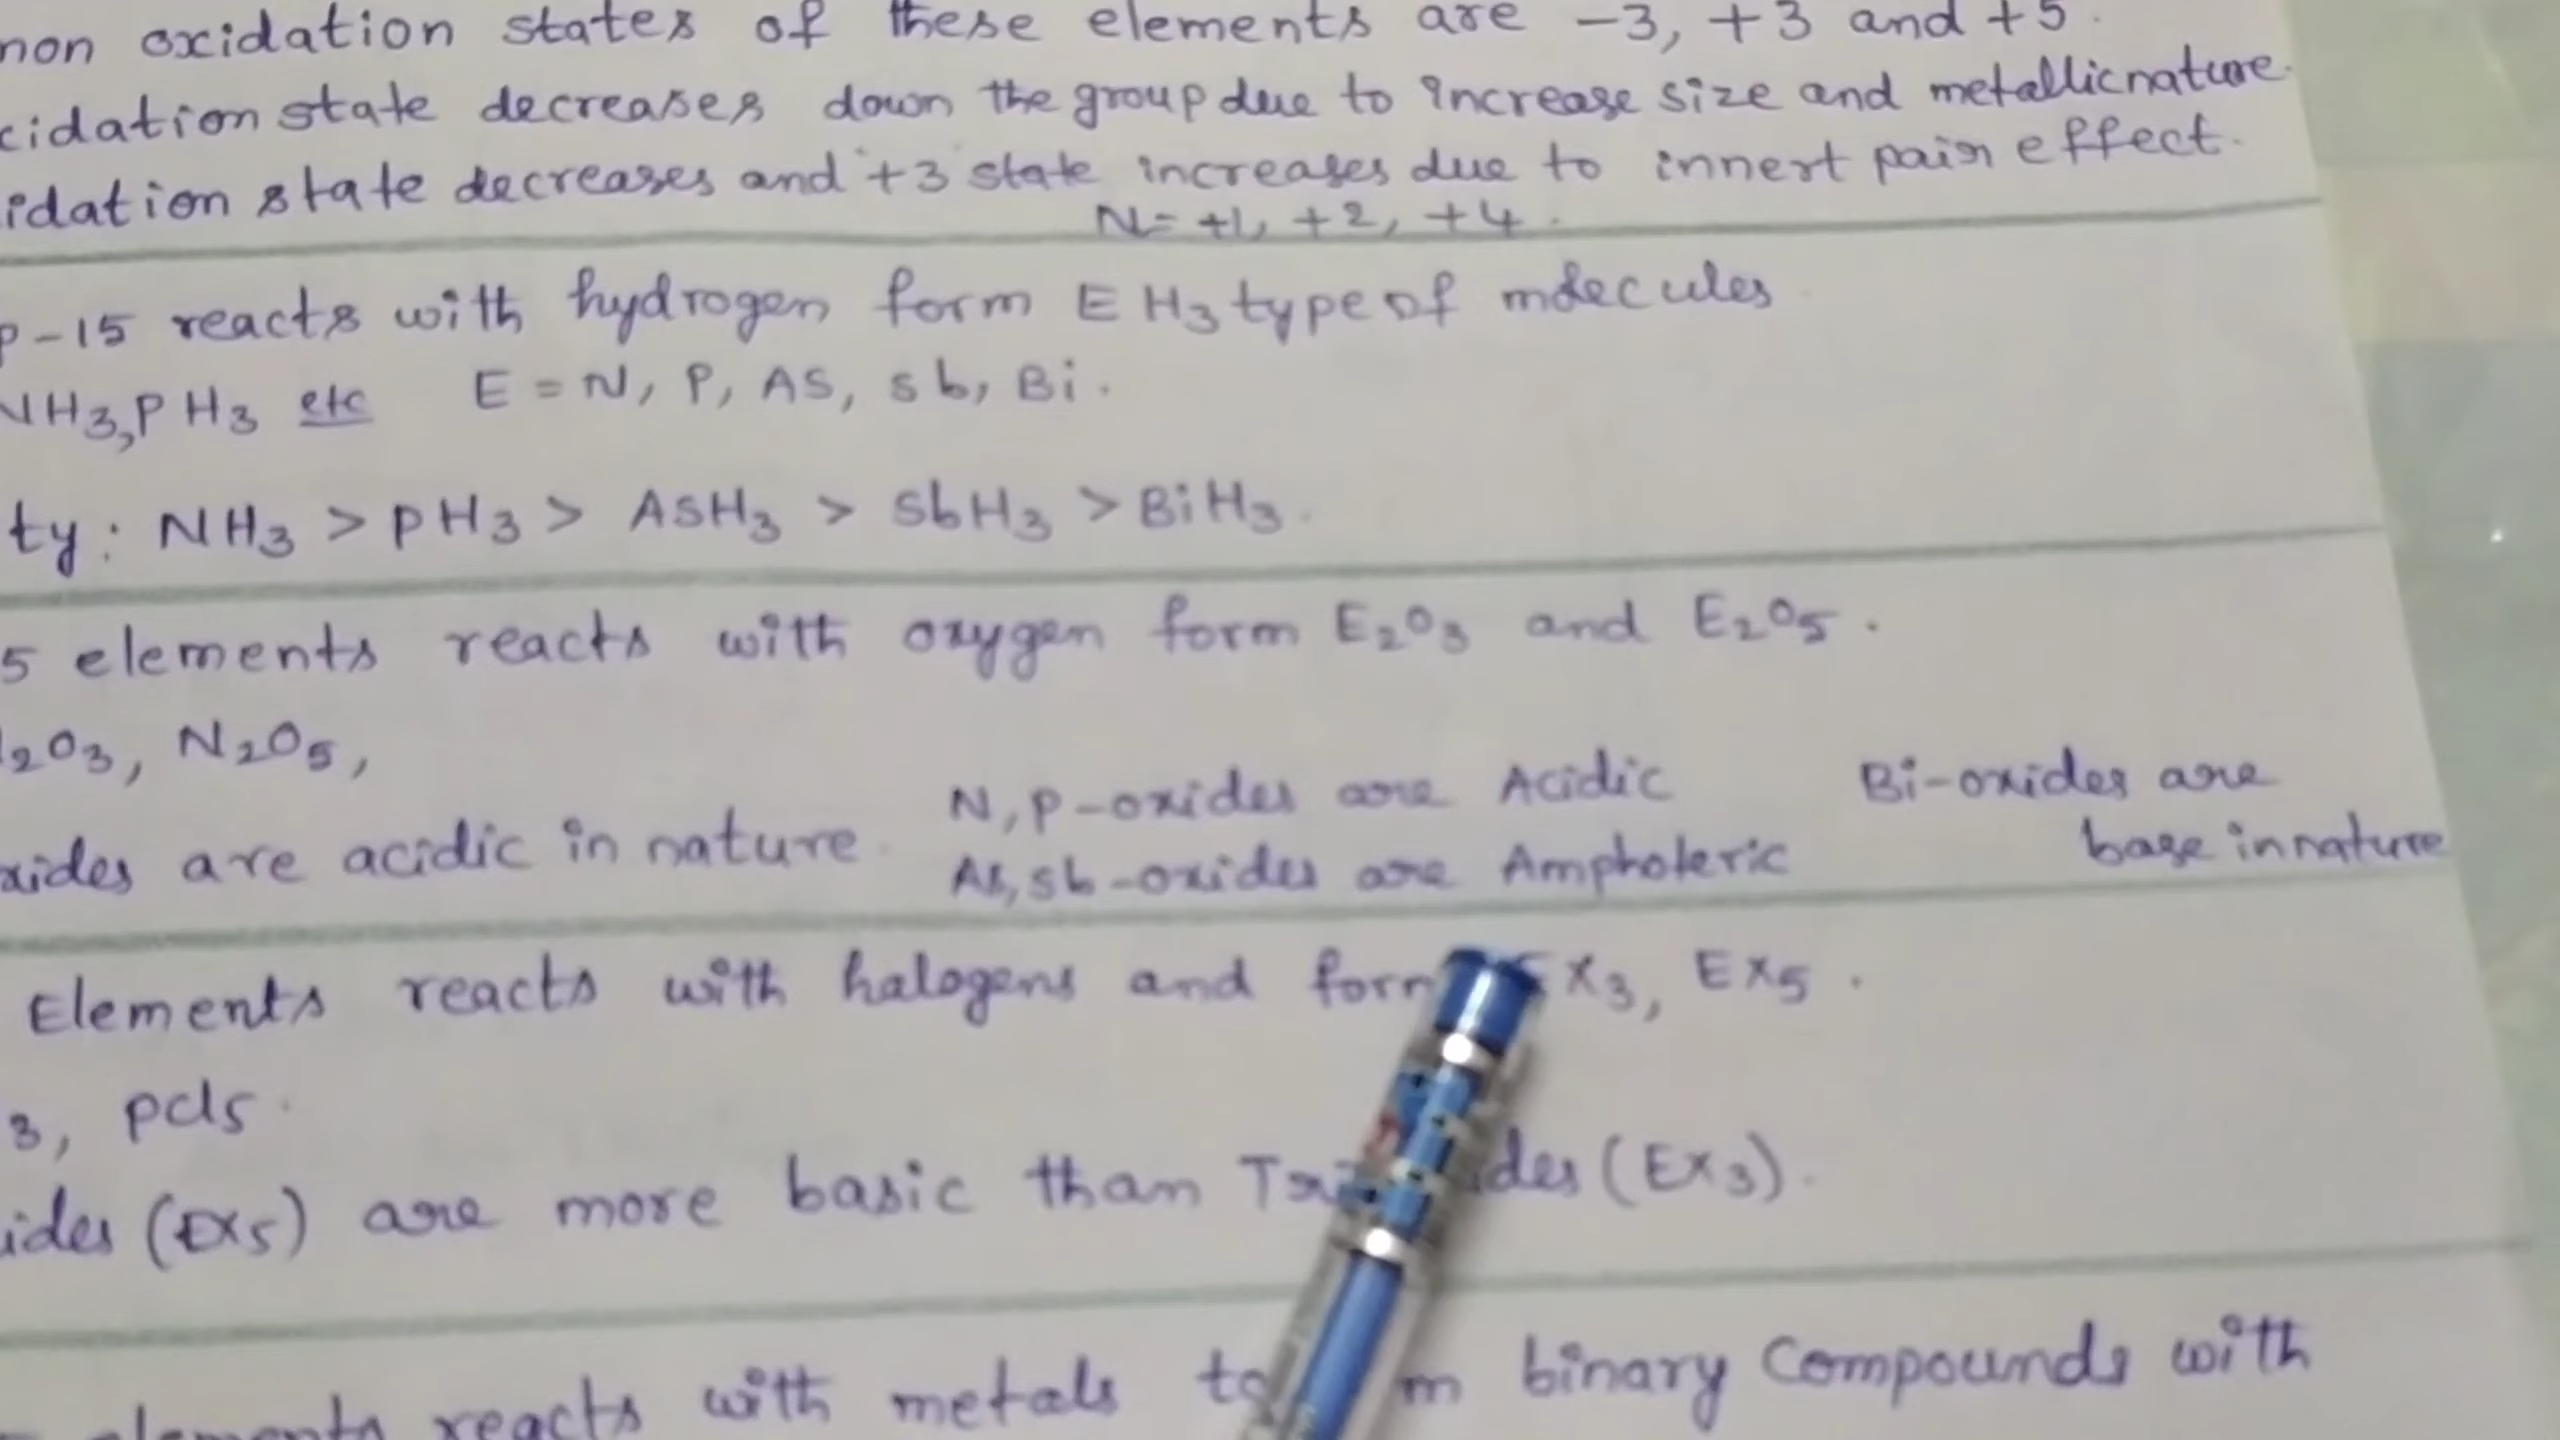 non oxidation states of these elements are -3, +3 and +5.
cidation state decreases down the group due to increase size and metallic nature.
idation state decreases and +3 state increases due to innert pair effect.
N= +1, +2, +4.
p-15 reacts with hydrogen form EH3 type of molecules
NH3, PH3 etc E = N, P, AS, Sb, Bi.
ty: NH3 > PH3 > ASH3 > SbH3 > BiH3.
5 elements reacts with oxygen form E2O3 and E2O5.
2O3, N2O5,
N, P-oxides are Acidic Bi-oxides are
xides are acidic in nature As, Sb-oxides are Amphoteric base in nature
Elements reacts with halogens and form EX3, EX5.
3, pcl5.
ides (EX5) are more basic than Tri des (EX3).
elements reacts with metals to m binary compounds with